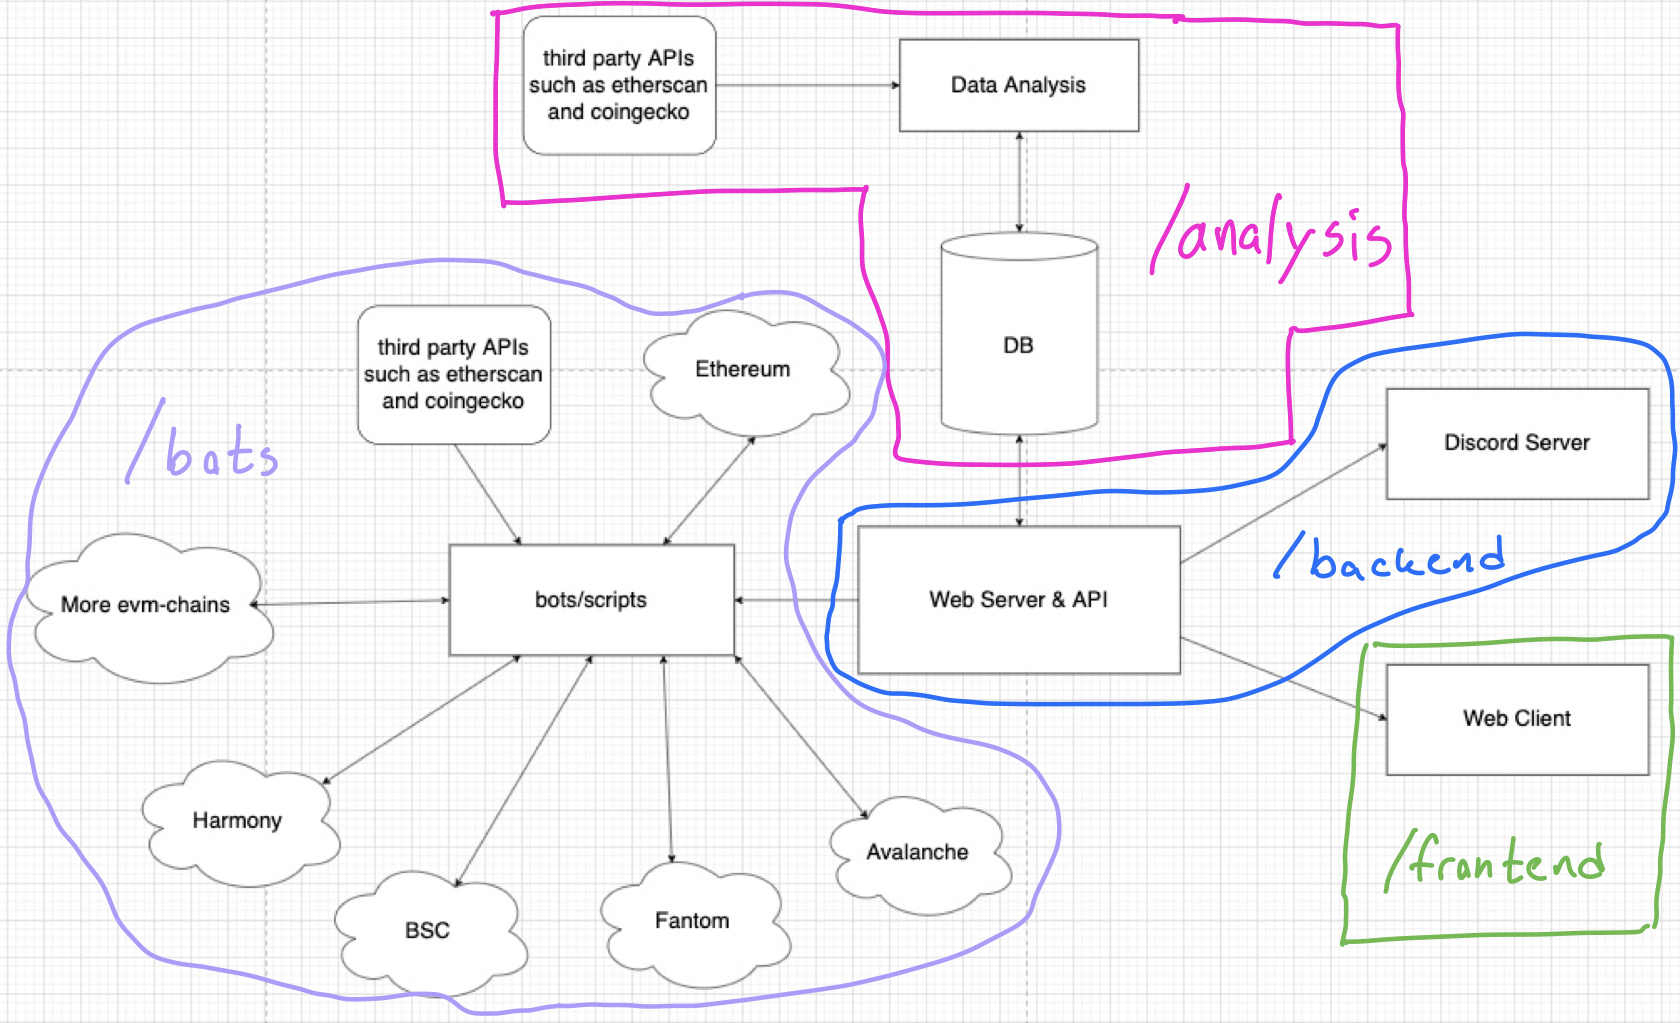 third party APIs
such as etherscan
and coingecko
Data Analysis
/analysis
DB
third party APIs
such as etherscan
and coingecko
Ethereum
/bots
Discord Server
/backend
More evm-chains
bots/scripts
Web Server & API
Web Client
Harmony
Avalanche
/frontend
BSC
Fantom